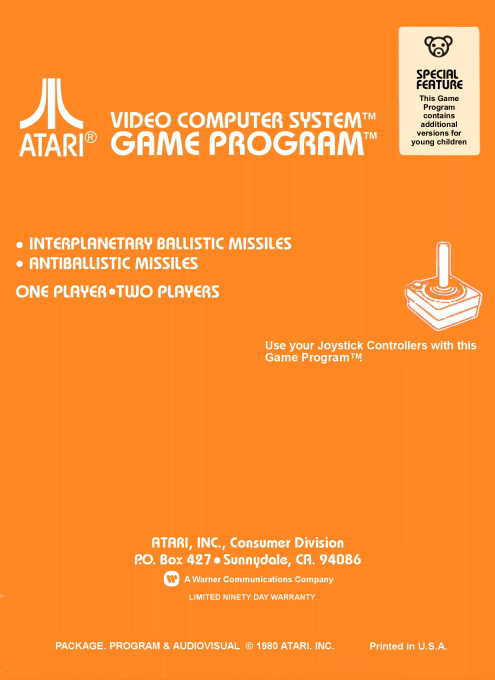 SPECIAL
FEATURE
This Game
Program
contains
additional
versions for
young children
ATARI®
VIDEO COMPUTER SYSTEM™
GAME PROGRAM™
• INTERPLANETARY BALLISTIC MISSILES
• ANTIBALLISTIC MISSILES
ONE PLAYER•TWO PLAYERS
Use your Joystick Controllers with this
Game Program™.
ATARI, INC., Consumer Division
P.O. Box 427 • Sunnydale, CA. 94086
A Warner Communications Company
LIMITED NINETY DAY WARRANTY
PACKAGE. PROGRAM & AUDIOVISUAL © 1980 ATARI. INC. Printed in U.S.A.